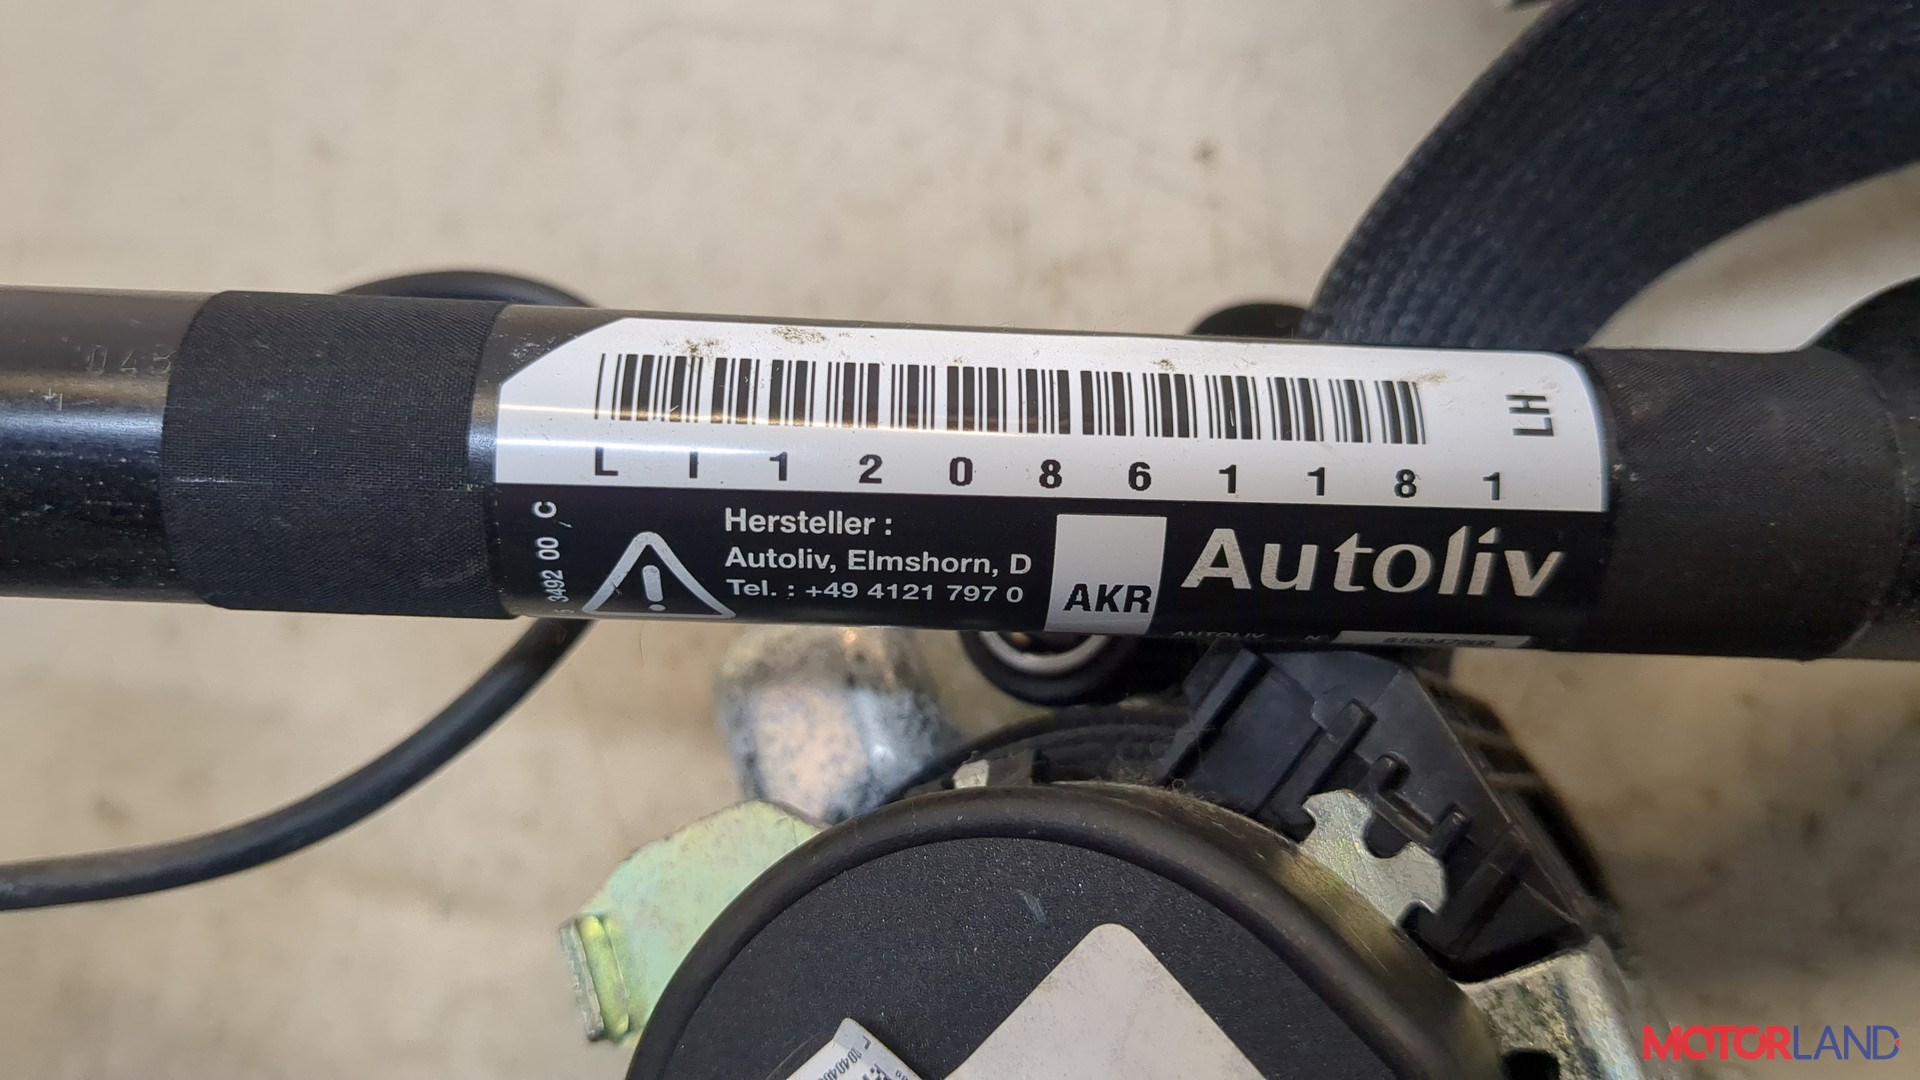 L I 1 2 0 8 6 1 1 8 1
LH
3492 00 C
Hersteller :
Autoliv, Elmshorn, D
Tel. : +49 4121 797 0
AKR
Autoliv
AUTOLIV
MOTORLAND